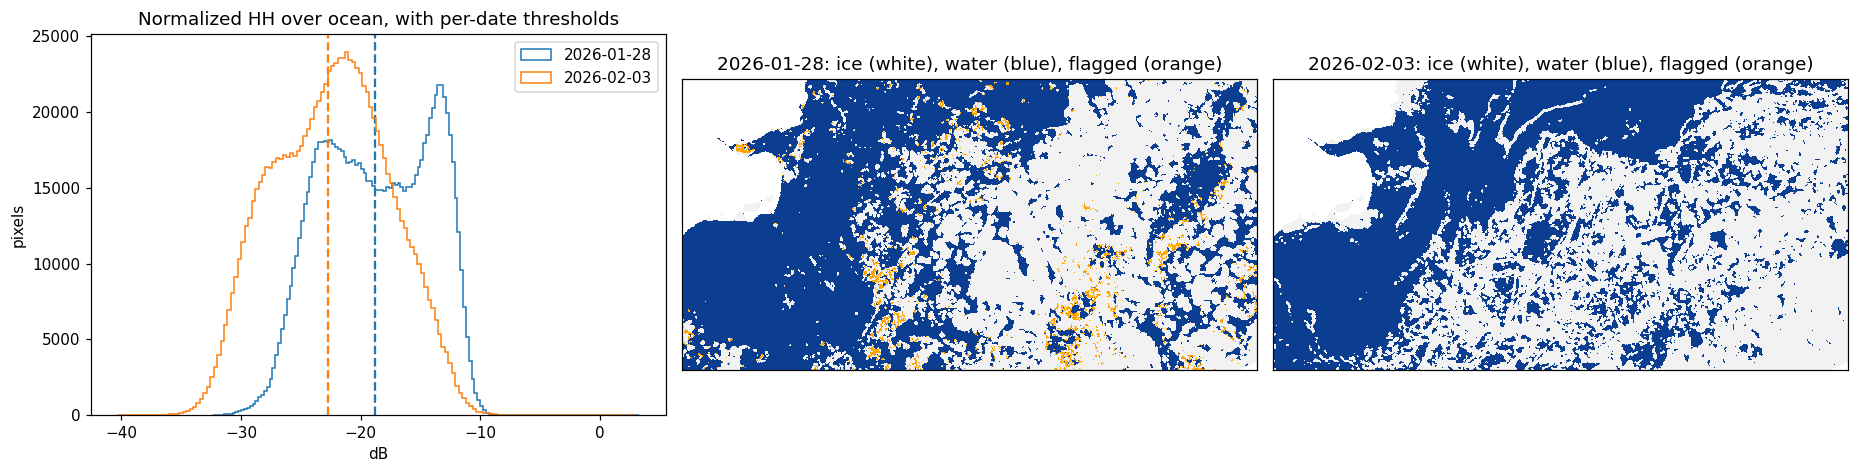 Normalized HH over ocean, with per-date thresholds
25000
20000
15000
10000
5000
0
pixels
2026-01-28
2026-02-03
−40
−30
−20
−10
0
dB
2026-01-28: ice (white), water (blue), flagged (orange)
2026-02-03: ice (white), water (blue), flagged (orange)